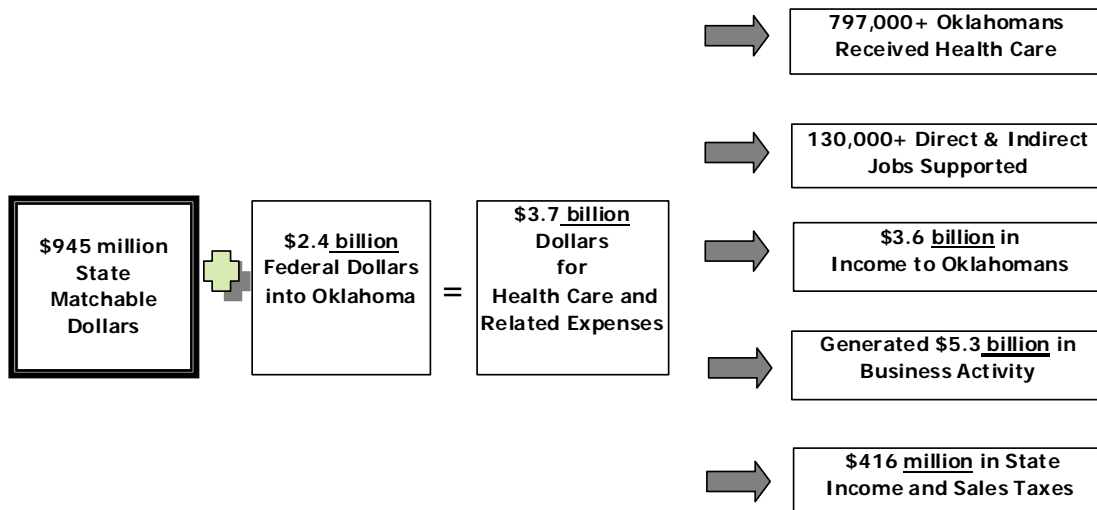 $945 million
State
Matchable
Dollars
$2.4 billion
Federal Dollars
into Oklahoma
=
$3.7 billion
Dollars
for
Health Care and
Related Expenses
797,000+ Oklahomans
Received Health Care
130,000+ Direct & Indirect
Jobs Supported
$3.6 billion in
Income to Oklahomans
Generated $5.3 billion in
Business Activity
$416 million in State
Income and Sales Taxes